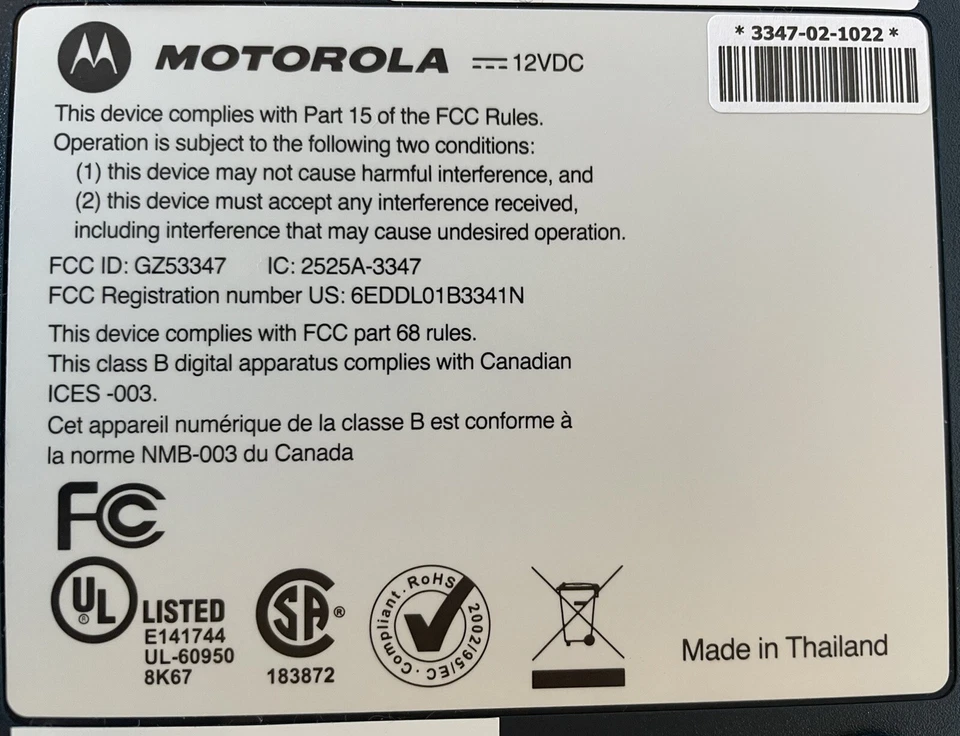 MOTOROLA 12VDC
* 3347-02-1022 *
This device complies with Part 15 of the FCC Rules.
Operation is subject to the following two conditions:
(1) this device may not cause harmful interference, and
(2) this device must accept any interference received,
including interference that may cause undesired operation.
FCC ID: GZ53347 IC: 2525A-3347
FCC Registration number US: 6EDDL01B3341N
This device complies with FCC part 68 rules.
This class B digital apparatus complies with Canadian
ICES -003.
Cet appareil numérique de la classe B est conforme à
la norme NMB-003 du Canada
FC
UL ®
LISTED
E141744
UL-60950
8K67
SA ®
183872
RoHS 2002/95/EC · Compliant ·
Made in Thailand